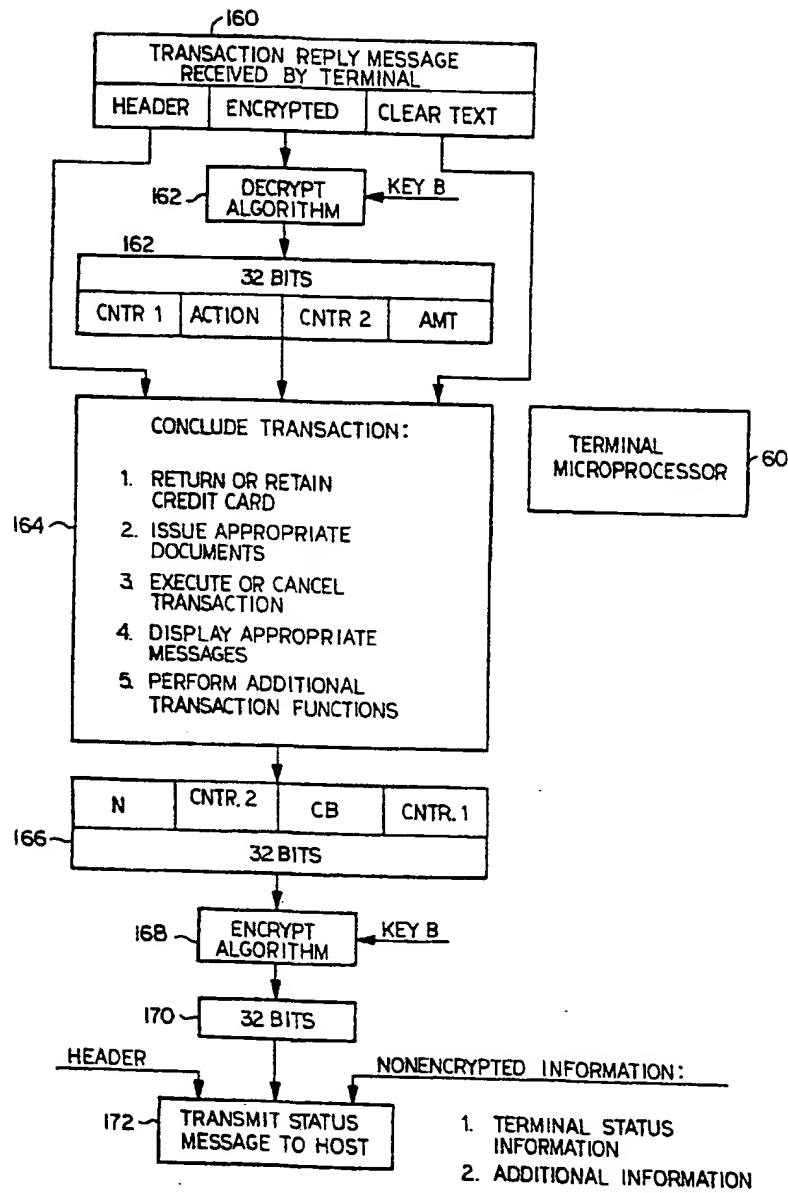 160
TRANSACTION REPLY MESSAGE
RECEIVED BY TERMINAL
HEADER ENCRYPTED CLEAR TEXT
162 DECRYPT
ALGORITHM
KEY B
162
32 BITS
CNTR 1 ACTION CNTR 2 AMT
CONCLUDE TRANSACTION:
1. RETURN OR RETAIN
CREDIT CARD
2. ISSUE APPROPRIATE
DOCUMENTS
3. EXECUTE OR CANCEL
TRANSACTION
4. DISPLAY APPROPRIATE
MESSAGES
5. PERFORM ADDITIONAL
TRANSACTION FUNCTIONS
164
TERMINAL
MICROPROCESSOR
60
N CNTR. 2 CB CNTR. 1
166
32 BITS
168 ENCRYPT
ALGORITHM
KEY B
170 32 BITS
HEADER
NONENCRYPTED INFORMATION:
172 TRANSMIT STATUS
MESSAGE TO HOST
1. TERMINAL STATUS
INFORMATION
2. ADDITIONAL INFORMATION